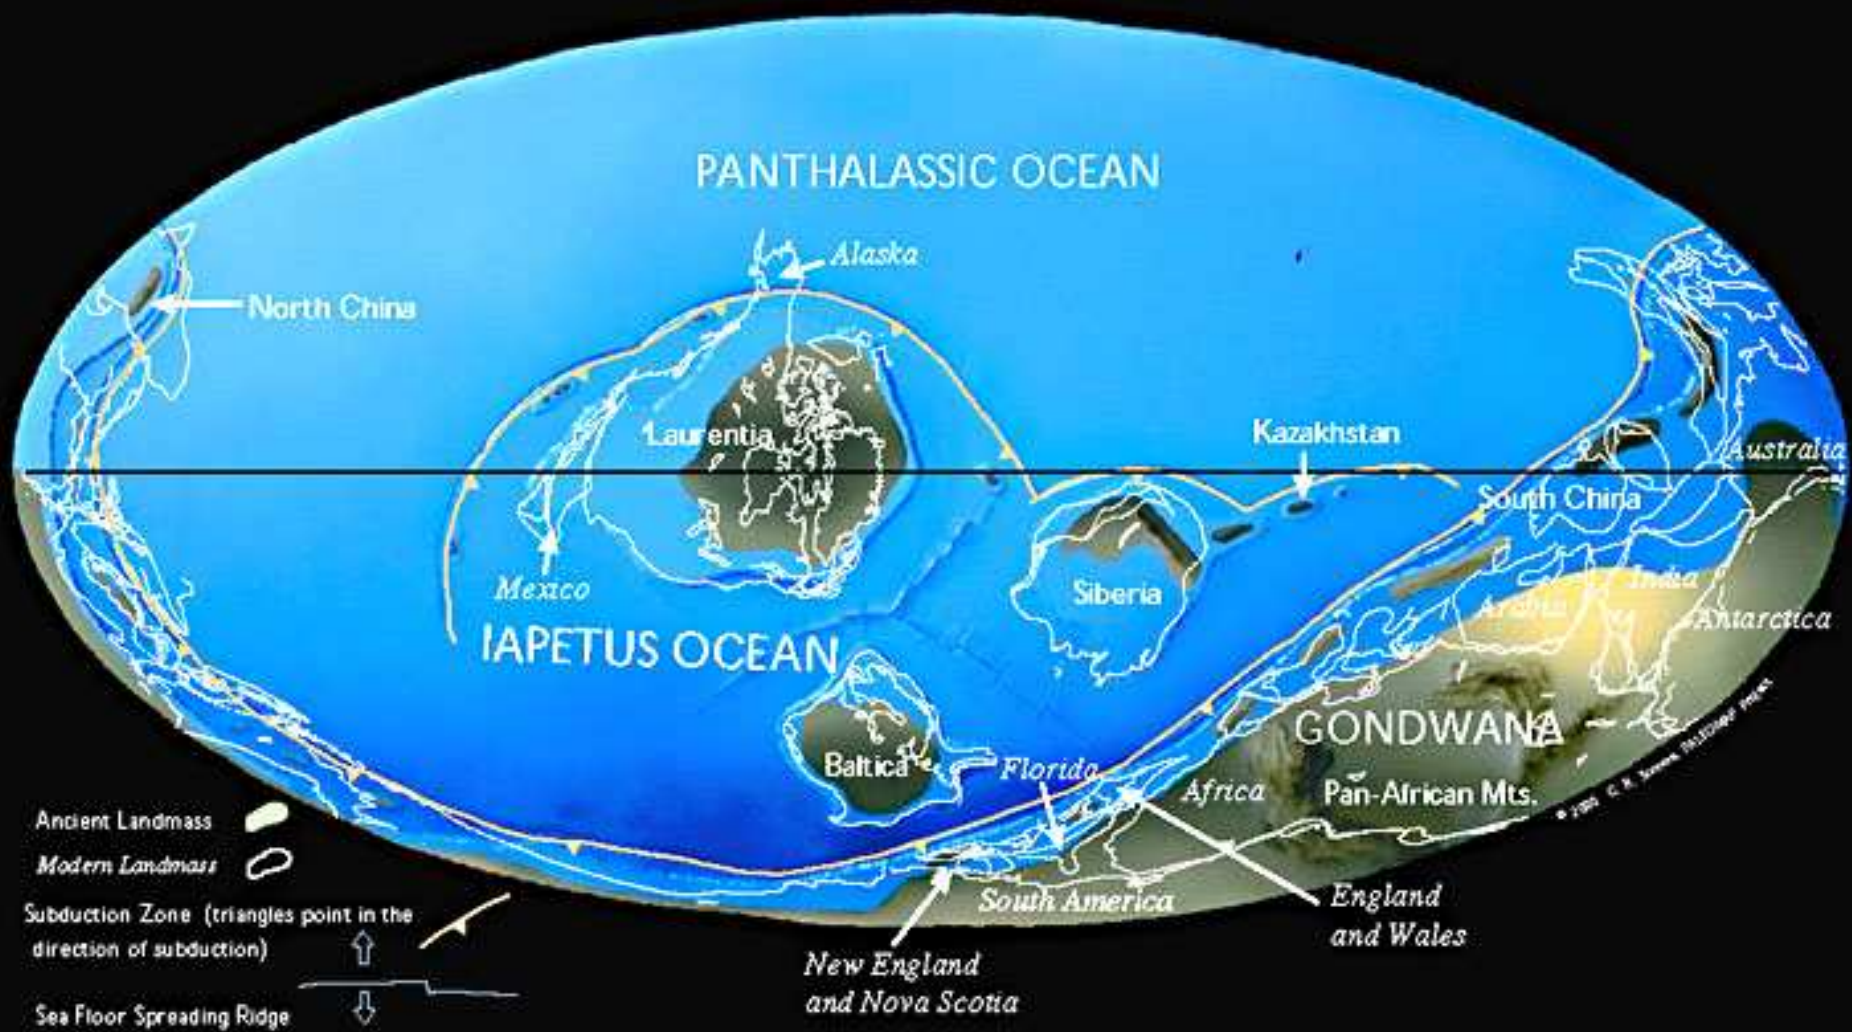 PANTHALASSIC OCEAN
Alaska
North China
Laurentia
Kazakhstan
Australia
South China
Mexico
Siberia
India
Arabia
Antarctica
IAPETUS OCEAN
GONDWANA
Baltica
Florida
Africa
Pan-African Mts.
South America
England
and Wales
New England
and Nova Scotia
Ancient Landmass
Modern Landmass
Subduction Zone (triangles point in the
direction of subduction)
Sea Floor Spreading Ridge
© 2000 C. R.